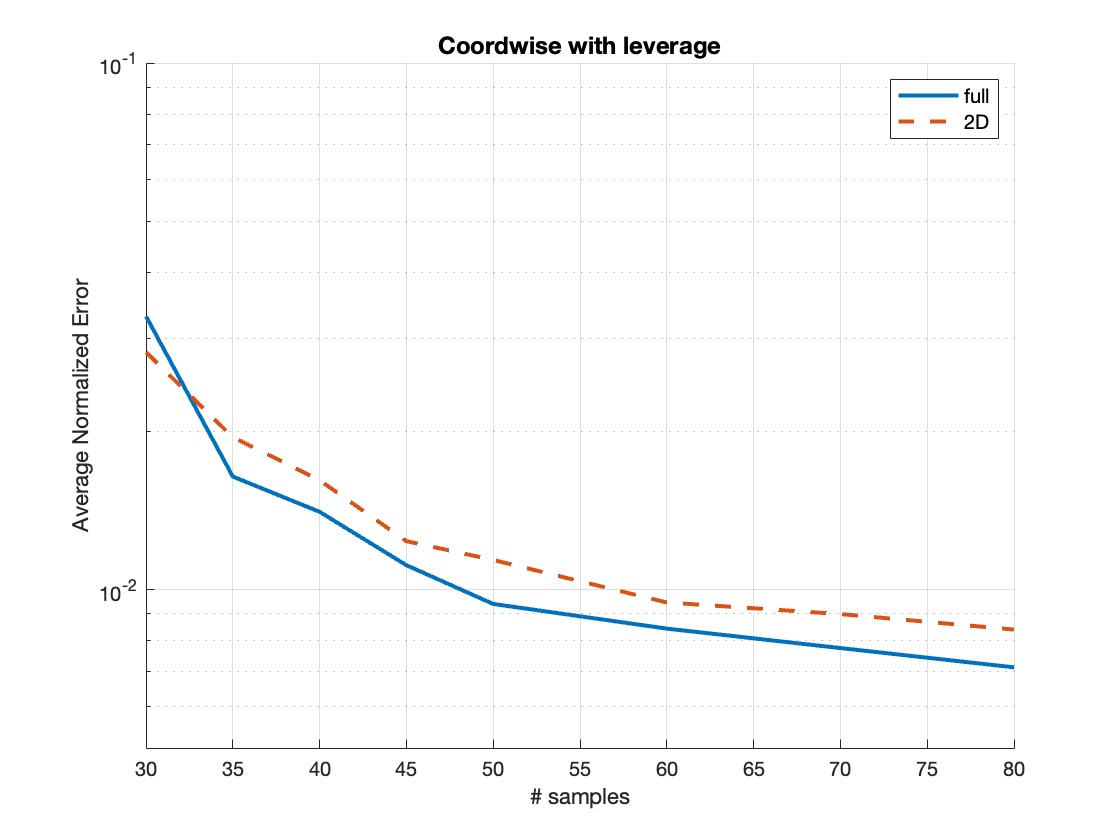 Coordwise with leverage
full
2D
10^-1
10^-2
Average Normalized Error
30 35 40 45 50 55 60 65 70 75 80
# samples